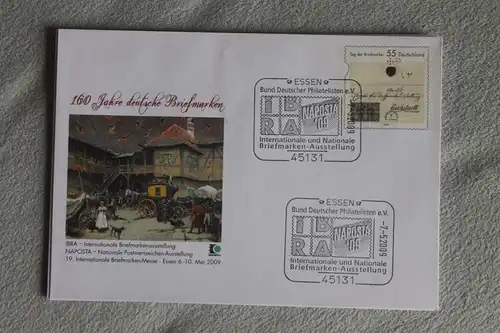 160 Jahre deutsche Briefmarken
Tag der Briefmarke 55 Deutschland
ESSEN
Bund Deutscher Philatelisten e.V.
IBRA
NAPOSTA '09
2009
Internationale und Nationale
Briefmarken-Ausstellung
45131
IBRA – Internationale Briefmarkenausstellung
NAPOSTA – Nationale Postwertzeichen-Ausstellung
19. Internationale Briefmarken-Messe · Essen 6.-10. Mai 2009
ESSEN
Bund Deutscher Philatelisten e.V.
IBRA
NAPOSTA '09
-7.-5.2009
Internationale und Nationale
Briefmarken-Ausstellung
45131